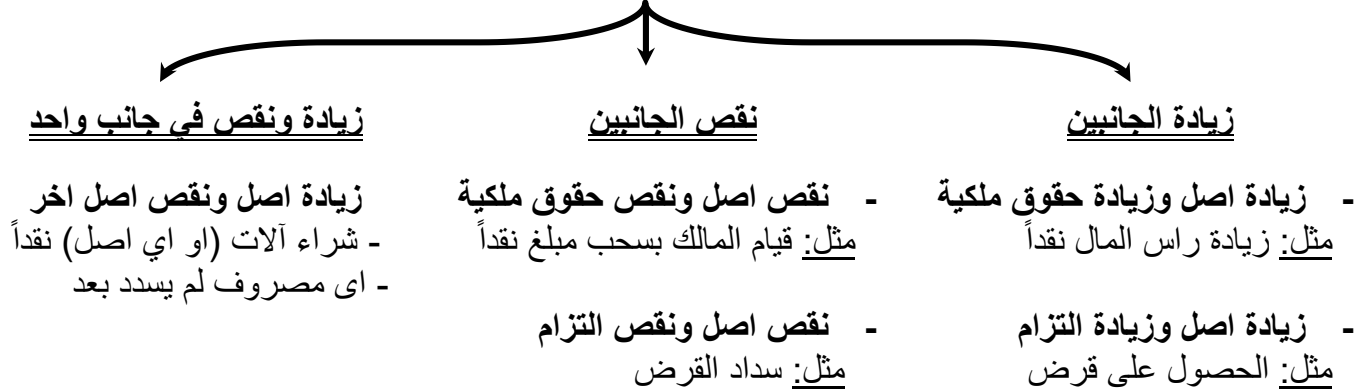 زيادة الجانبين
- زيادة اصل وزيادة حقوق ملكية
مثل: زيادة راس المال نقداً
- زيادة اصل وزيادة التزام
مثل: الحصول على قرض
نقص الجانبين
- نقص اصل ونقص حقوق ملكية
مثل: قيام المالك بسحب مبلغ نقداً
- نقص اصل ونقص التزام
مثل: سداد القرض
زيادة ونقص في جانب واحد
زيادة اصل ونقص اصل اخر
- شراء آلات (او اي اصل) نقداً
- اى مصروف لم يسدد بعد